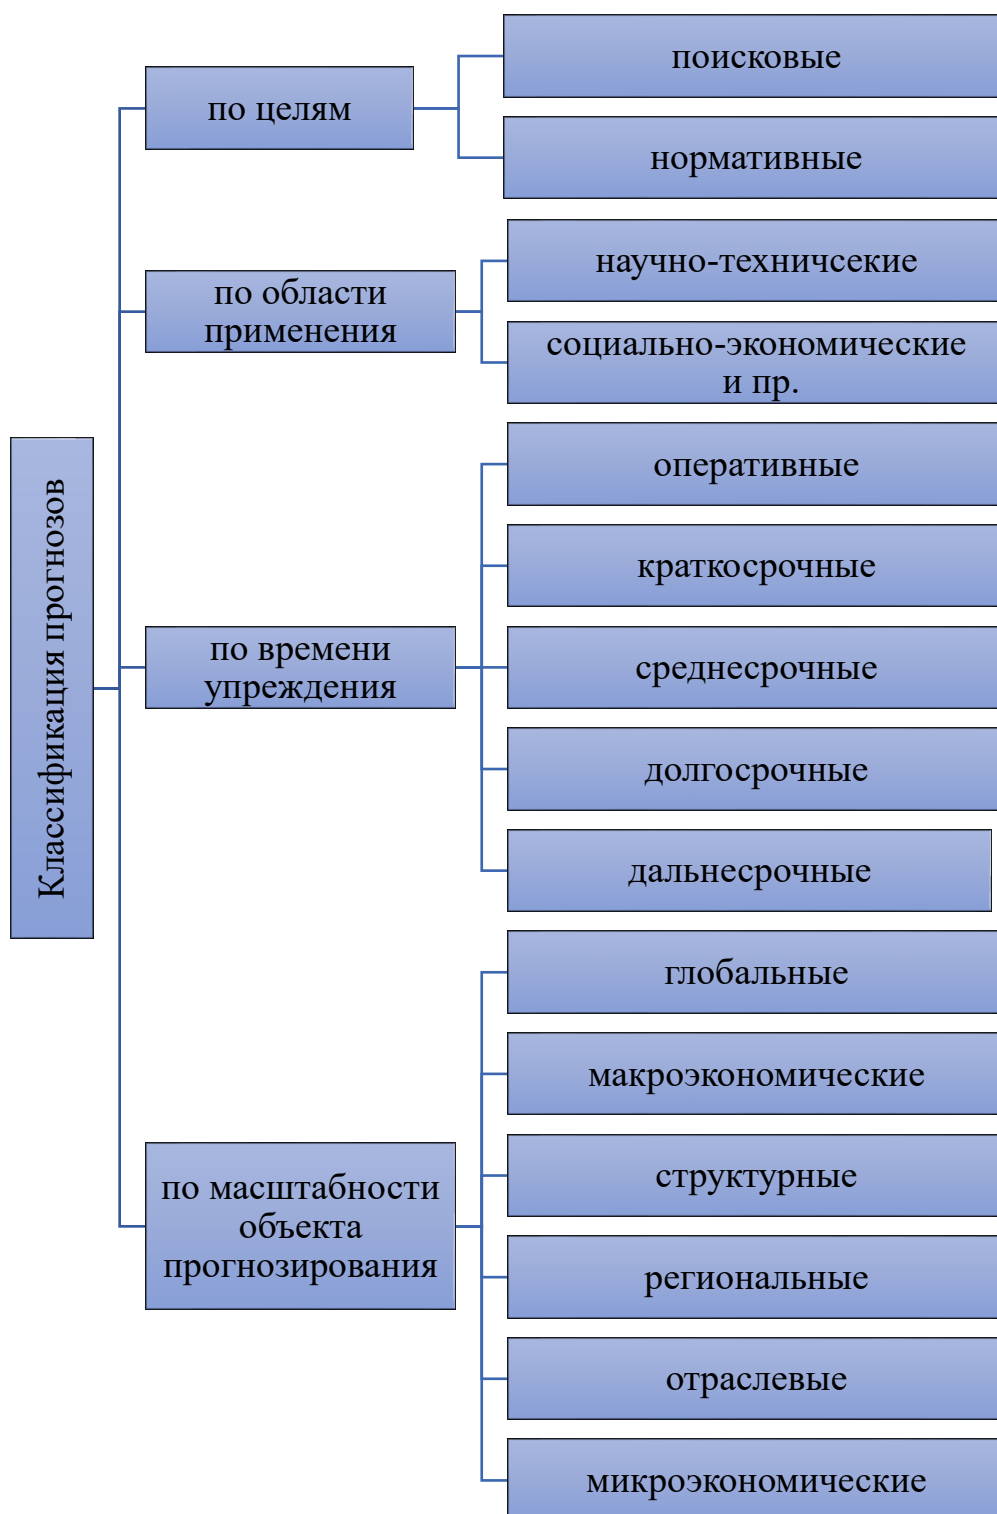 Классификация прогнозов
по целям
поисковые
нормативные
по области
применения
научно-техничсекие
социально-экономические
и пр.
по времени
упреждения
оперативные
краткосрочные
среднесрочные
долгосрочные
дальнесрочные
по масштабности
объекта
прогнозирования
глобальные
макроэкономические
структурные
региональные
отраслевые
микроэкономические